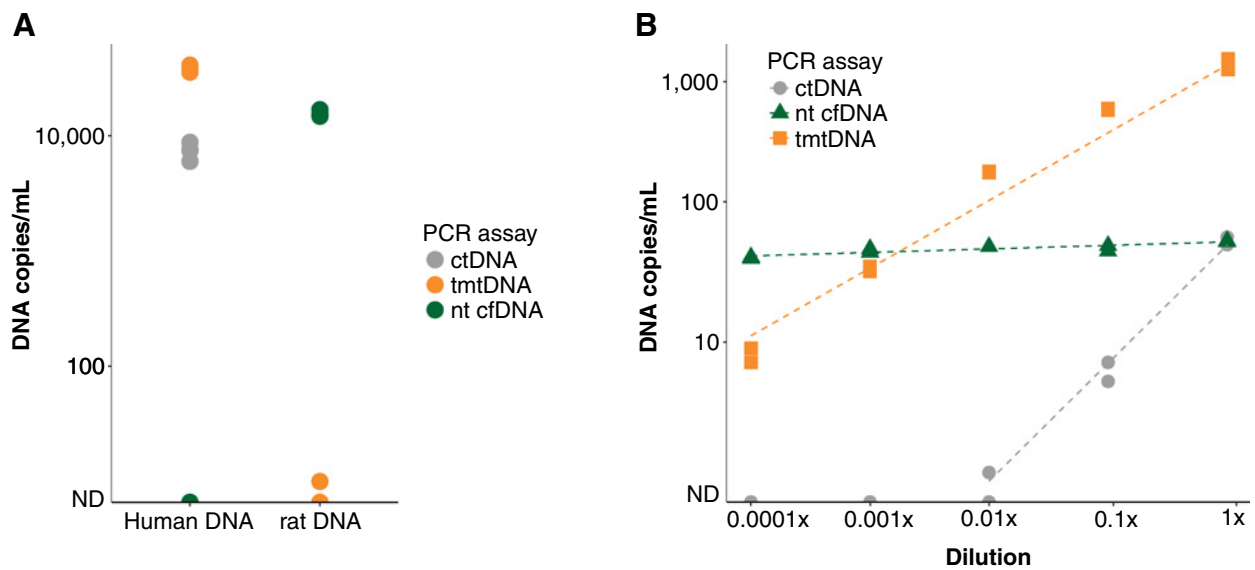 A
DNA copies/mL
10,000
100
ND
Human DNA
rat DNA
PCR assay
ctDNA
tmtDNA
nt cfDNA
B
DNA copies/mL
1,000
100
10
ND
PCR assay
ctDNA
nt cfDNA
tmtDNA
0.0001x
0.001x
0.01x
0.1x
1x
Dilution